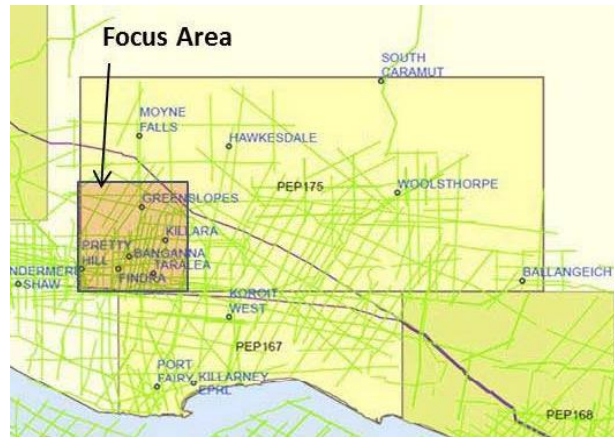 Focus Area
SOUTH
CARAMUT
MOYNE
FALLS
HAWKESDALE
PEP175
WOOLSTHORPE
GREENSLOPES
KILLARA
PRETTY
HILL
BANGANNA
TARALEA
FINDRA
NDERMERIP
SHAW
BALLANGEICH
KOROIT
WEST
PEP167
PORT
FAIRY
KILLARNEY
EPRL
PEP168